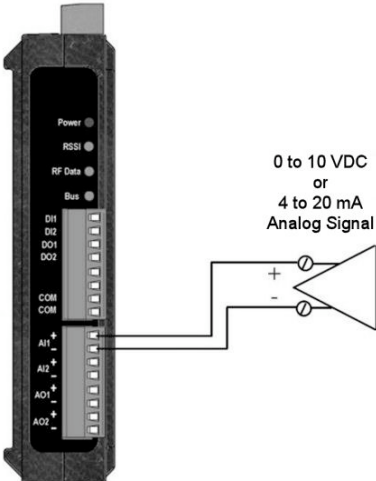 Power
RSSI
RF Data
Bus
DI1
DI2
DO1
DO2
COM
COM
+
AI1
-
+
AI2
-
+
AO1
-
+
AO2
-
0 to 10 VDC
or
4 to 20 mA
Analog Signal
+
-